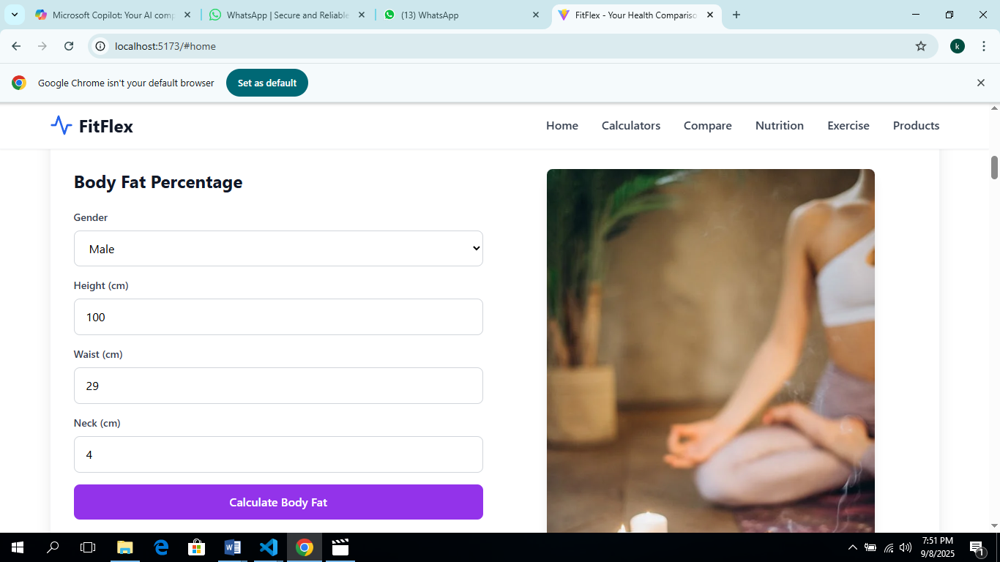 Microsoft Copilot: Your AI comp
WhatsApp | Secure and Reliable
(13) WhatsApp
FitFlex - Your Health Compariso
localhost:5173/#home
k
Google Chrome isn't your default browser
Set as default
FitFlex
Home Calculators Compare Nutrition Exercise Products
Body Fat Percentage
Gender
Male
Height (cm)
100
Waist (cm)
29
Neck (cm)
4
Calculate Body Fat
7:51 PM
9/8/2025
1